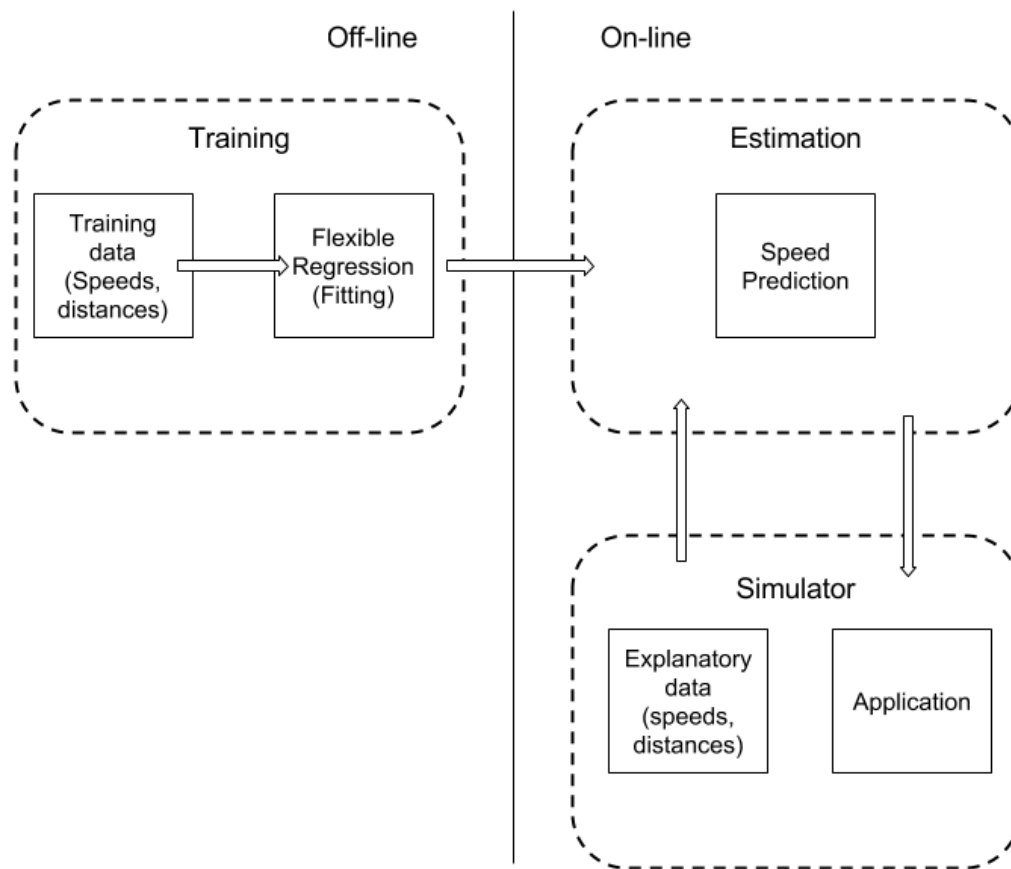 Off-line
On-line
Training
Training
data
(Speeds,
distances)
Flexible
Regression
(Fitting)
Estimation
Speed
Prediction
Simulator
Explanatory
data
(speeds,
distances)
Application